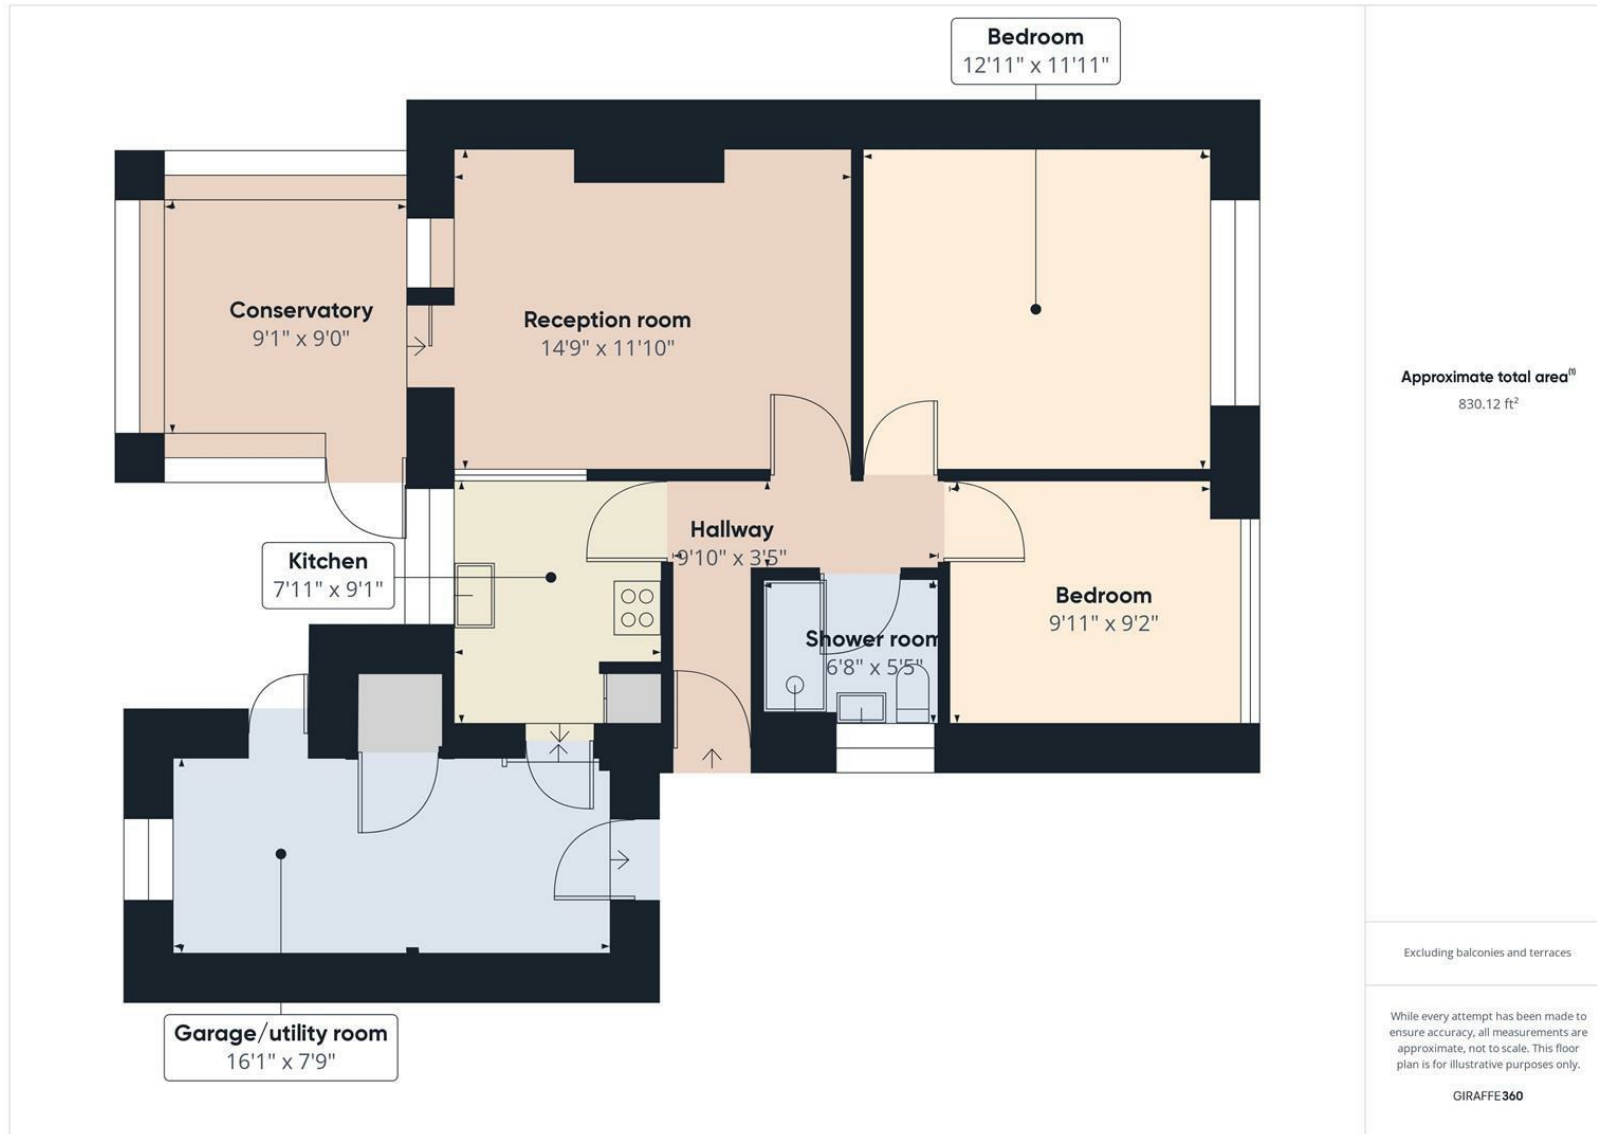 Bedroom
12'11" x 11'11"
Conservatory
9'1" x 9'0"
Reception room
14'9" x 11'10"
Hallway
9'10" x 3'5"
Kitchen
7'11" x 9'1"
Shower room
6'8" x 5'5"
Bedroom
9'11" x 9'2"
Garage/utility room
16'1" x 7'9"
Approximate total area⁽¹⁾
830.12 ft²
Excluding balconies and terraces
While every attempt has been made to
ensure accuracy, all measurements are
approximate, not to scale. This floor
plan is for illustrative purposes only.
GIRAFFE360